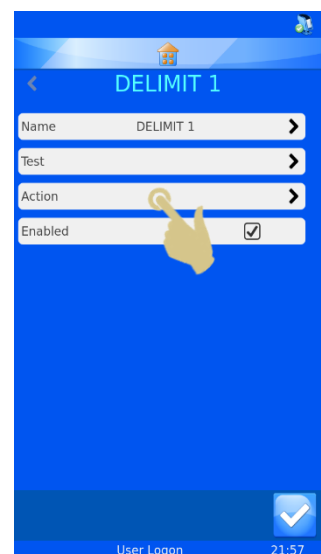 DELIMIT 1
Name DELIMIT 1
Test
Action
Enabled
User Logon 21:57